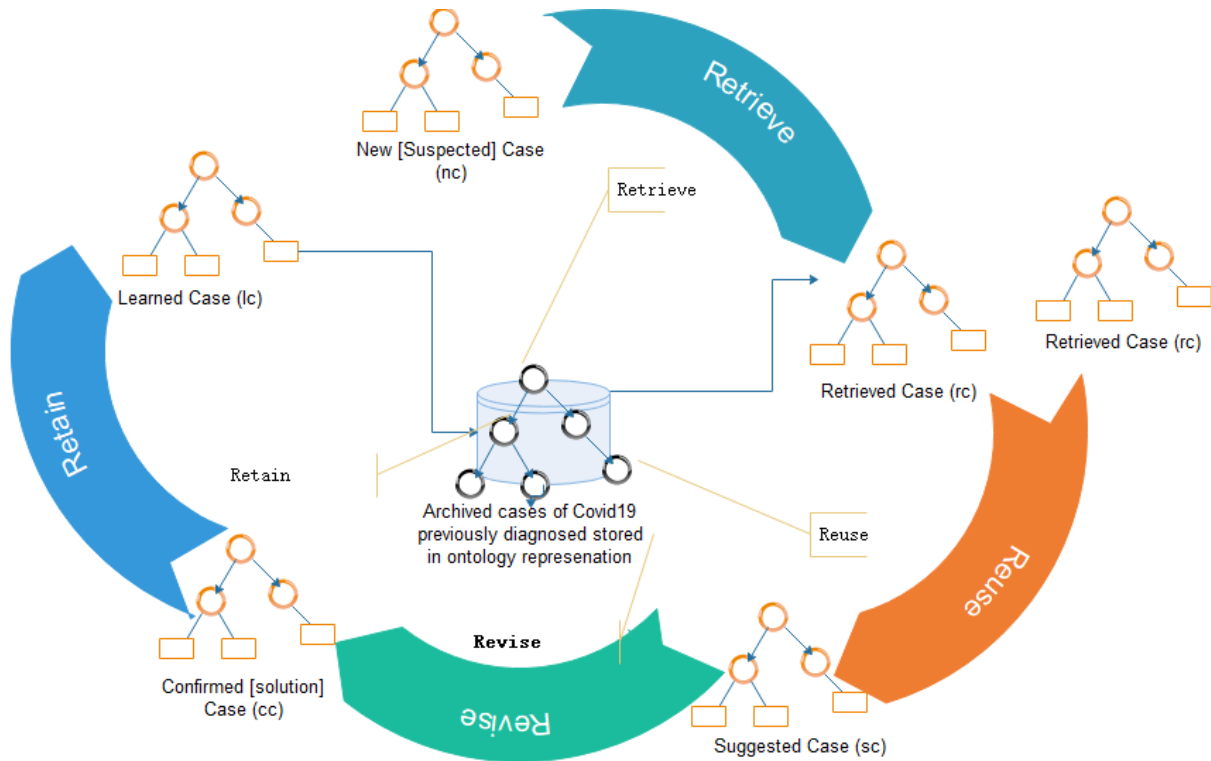 Retrieve
New [Suspected] Case
(nc)
Retrieve
Learned Case (lc)
Retrieved Case (rc)
Retrieved Case (rc)
Retain
Retain
Archived cases of Covid19
previously diagnosed stored
in ontology represenation
Reuse
Reuse
Revise
Confirmed [solution]
Case (cc)
Revise
Suggested Case (sc)